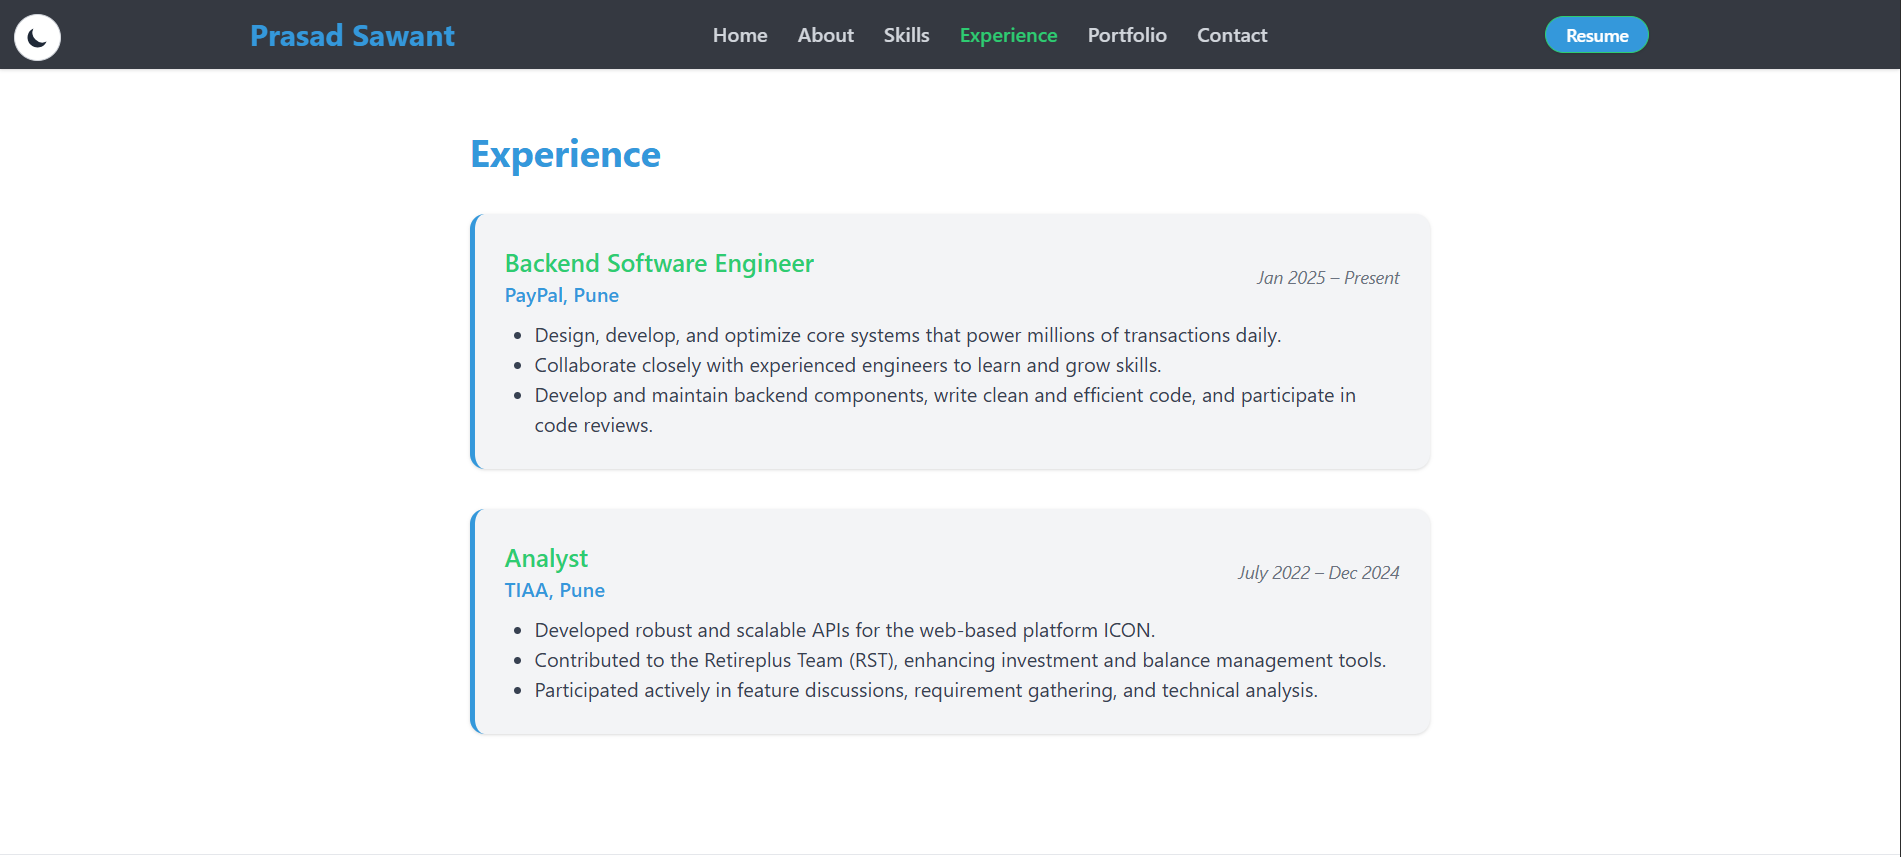 Prasad Sawant
Home About Skills Experience Portfolio Contact
Resume
Experience
Backend Software Engineer
PayPal, Pune
Jan 2025 – Present
• Design, develop, and optimize core systems that power millions of transactions daily.
• Collaborate closely with experienced engineers to learn and grow skills.
• Develop and maintain backend components, write clean and efficient code, and participate in
code reviews.
Analyst
TIAA, Pune
July 2022 – Dec 2024
• Developed robust and scalable APIs for the web-based platform ICON.
• Contributed to the Retireplus Team (RST), enhancing investment and balance management tools.
• Participated actively in feature discussions, requirement gathering, and technical analysis.